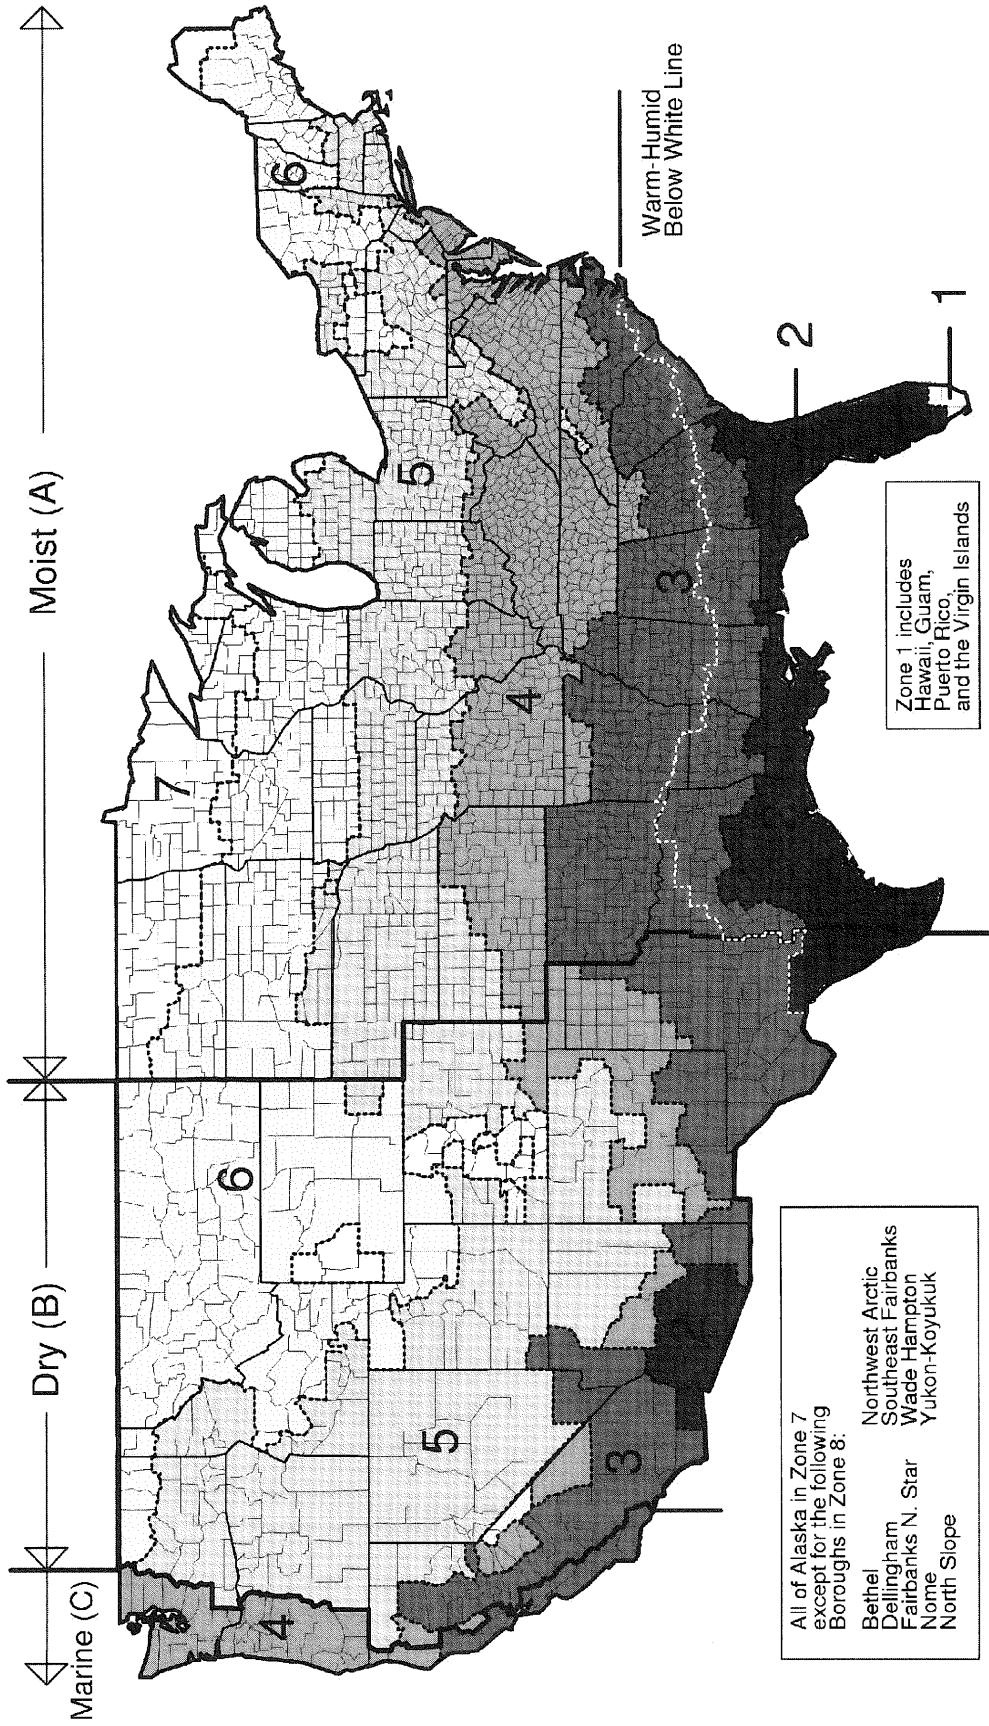 Marine (C)
Dry (B)
Moist (A)
7
6
6
5
5
4
4
3
3
2
1
Warm-Humid
Below White Line
All of Alaska in Zone 7
except for the following
Boroughs in Zone 8:
Bethel
Dellingham
Fairbanks N. Star
Nome
North Slope
Northwest Arctic
Southeast Fairbanks
Wade Hampton
Yukon-Koyukuk
Zone 1 includes
Hawaii, Guam,
Puerto Rico,
and the Virgin Islands